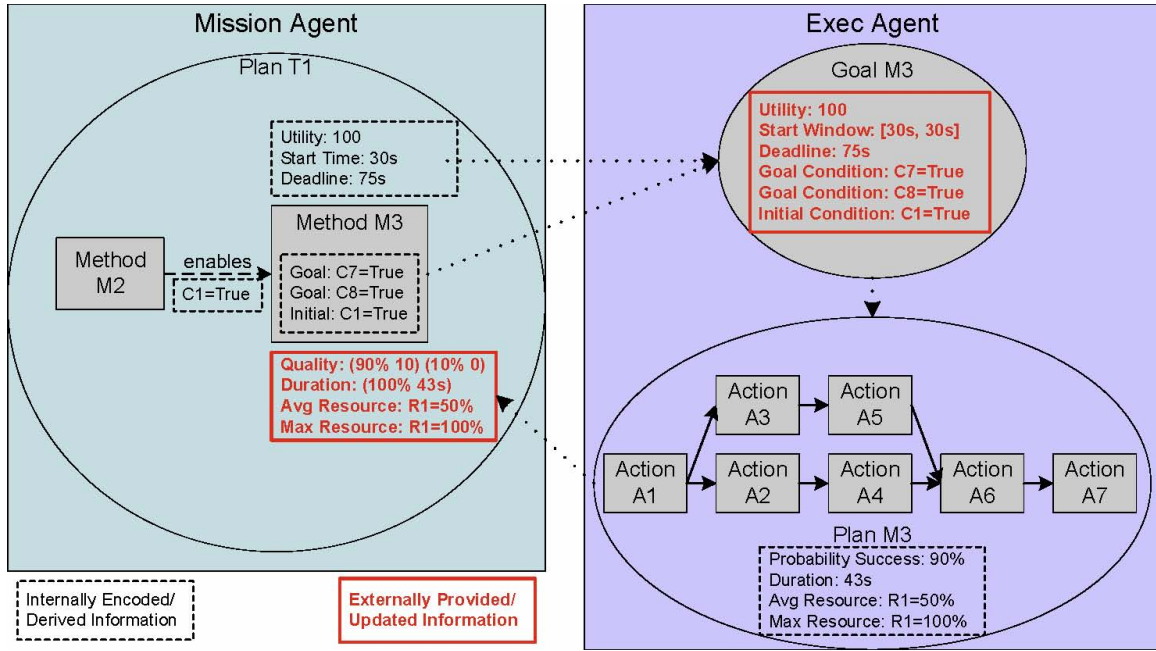 Mission Agent
Plan T1
Utility: 100
Start Time: 30s
Deadline: 75s
Method M3
Method
M2
enables
C1=True
Goal: C7=True
Goal: C8=True
Initial: C1=True
Quality: (90% 10) (10% 0)
Duration: (100% 43s)
Avg Resource: R1=50%
Max Resource: R1=100%
Internally Encoded/
Derived Information
Externally Provided/
Updated Information
Exec Agent
Goal M3
Utility: 100
Start Window: [30s, 30s]
Deadline: 75s
Goal Condition: C7=True
Goal Condition: C8=True
Initial Condition: C1=True
Action
A3
Action
A5
Action
A1
Action
A2
Action
A4
Action
A6
Action
A7
Plan M3
Probability Success: 90%
Duration: 43s
Avg Resource: R1=50%
Max Resource: R1=100%